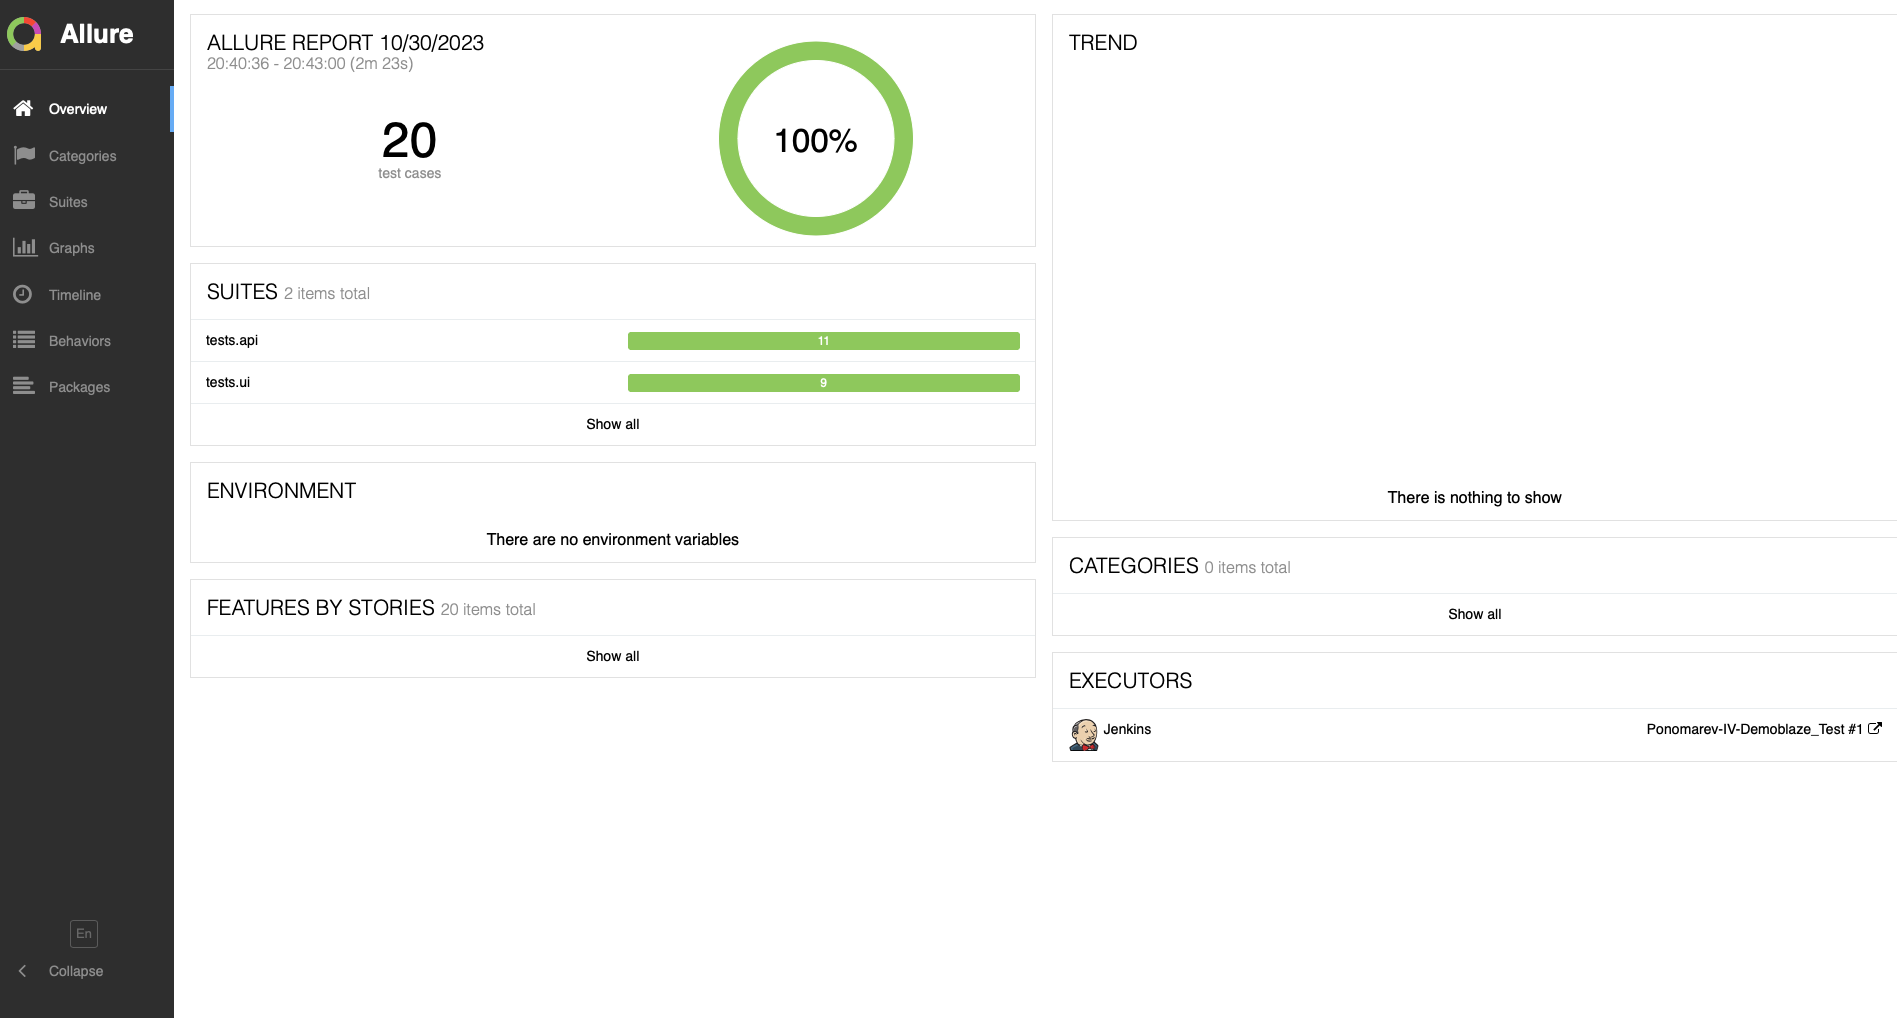 Allure
Overview
Categories
Suites
Graphs
Timeline
Behaviors
Packages
En
Collapse
ALLURE REPORT 10/30/2023
20:40:36 - 20:43:00 (2m 23s)
20
test cases
100%
SUITES 2 items total
tests.api 11
tests.ui 9
Show all
ENVIRONMENT
There are no environment variables
FEATURES BY STORIES 20 items total
Show all
TREND
There is nothing to show
CATEGORIES 0 items total
Show all
EXECUTORS
Jenkins Ponomarev-IV-Demoblaze_Test #1